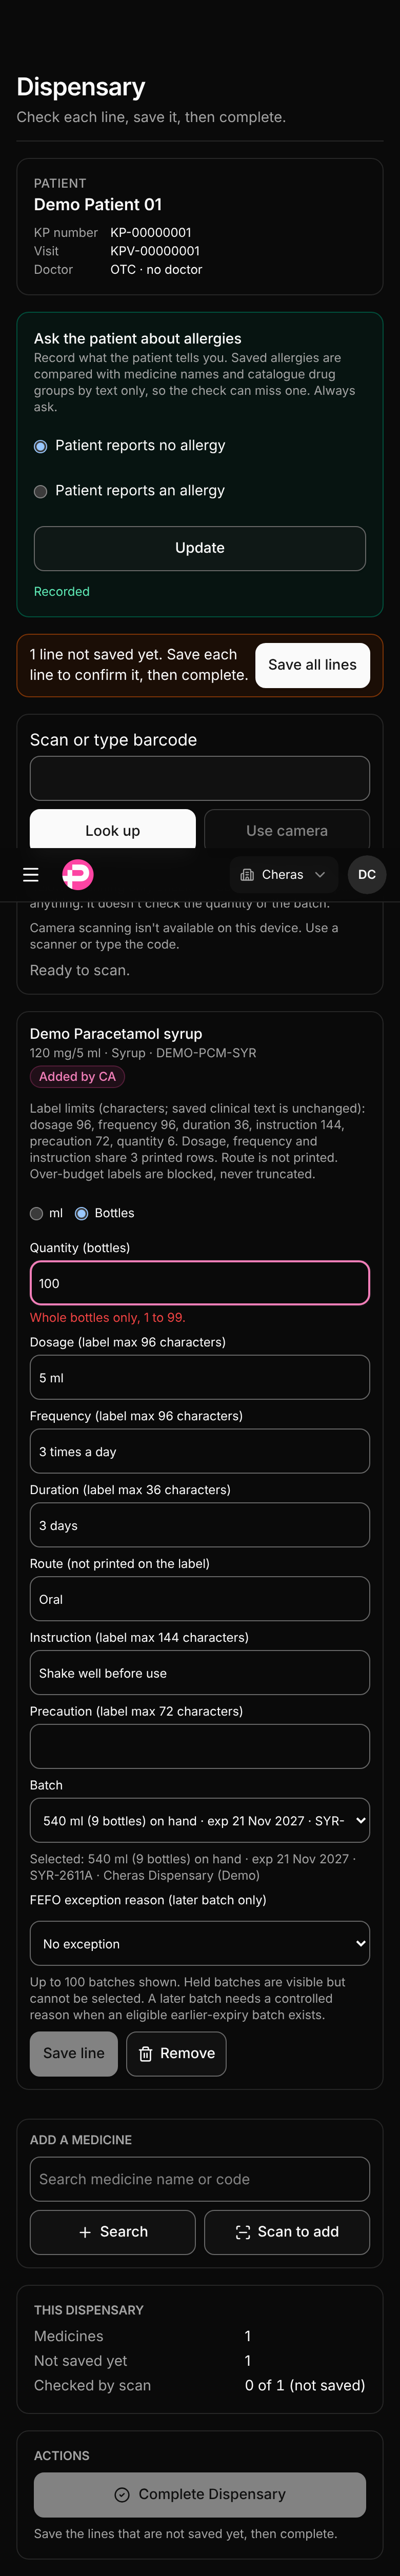 Dispensary
Check each line, save it, then complete.
PATIENT
Demo Patient 01
KP number KP-00000001
Visit KPV-00000001
Doctor OTC · no doctor
Ask the patient about allergies
Record what the patient tells you. Saved allergies are
compared with medicine names and catalogue drug
groups by text only, so the check can miss one. Always
ask.
Patient reports no allergy
Patient reports an allergy
Update
Recorded
1 line not saved yet. Save each
line to confirm it, then complete.
Save all lines
Scan or type barcode
Look up
Use camera
Cheras
DC
anything. It doesn't check the quantity or the batch.
Camera scanning isn't available on this device. Use a
scanner or type the code.
Ready to scan.
Demo Paracetamol syrup
120 mg/5 ml · Syrup · DEMO-PCM-SYR
Added by CA
Label limits (characters; saved clinical text is unchanged):
dosage 96, frequency 96, duration 36, instruction 144,
precaution 72, quantity 6. Dosage, frequency and
instruction share 3 printed rows. Route is not printed.
Over-budget labels are blocked, never truncated.
ml
Bottles
Quantity (bottles)
100
Whole bottles only, 1 to 99.
Dosage (label max 96 characters)
5 ml
Frequency (label max 96 characters)
3 times a day
Duration (label max 36 characters)
3 days
Route (not printed on the label)
Oral
Instruction (label max 144 characters)
Shake well before use
Precaution (label max 72 characters)
Batch
540 ml (9 bottles) on hand · exp 21 Nov 2027 · SYR-
Selected: 540 ml (9 bottles) on hand · exp 21 Nov 2027 ·
SYR-2611A · Cheras Dispensary (Demo)
FEFO exception reason (later batch only)
No exception
Up to 100 batches shown. Held batches are visible but
cannot be selected. A later batch needs a controlled
reason when an eligible earlier-expiry batch exists.
Save line
Remove
ADD A MEDICINE
Search medicine name or code
Search
Scan to add
THIS DISPENSARY
Medicines 1
Not saved yet 1
Checked by scan 0 of 1 (not saved)
ACTIONS
Complete Dispensary
Save the lines that are not saved yet, then complete.